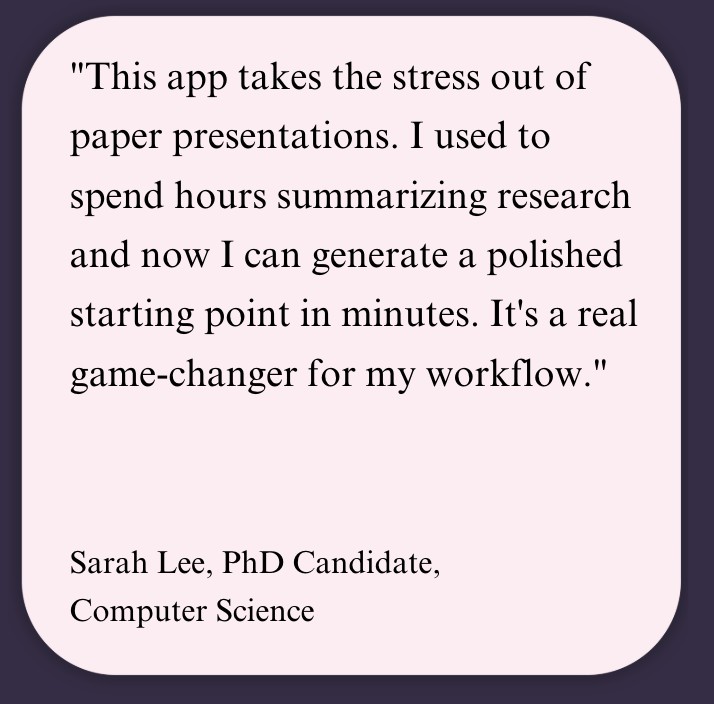 "This app takes the stress out of
paper presentations. I used to
spend hours summarizing research
and now I can generate a polished
starting point in minutes. It's a real
game-changer for my workflow."
Sarah Lee, PhD Candidate,
Computer Science